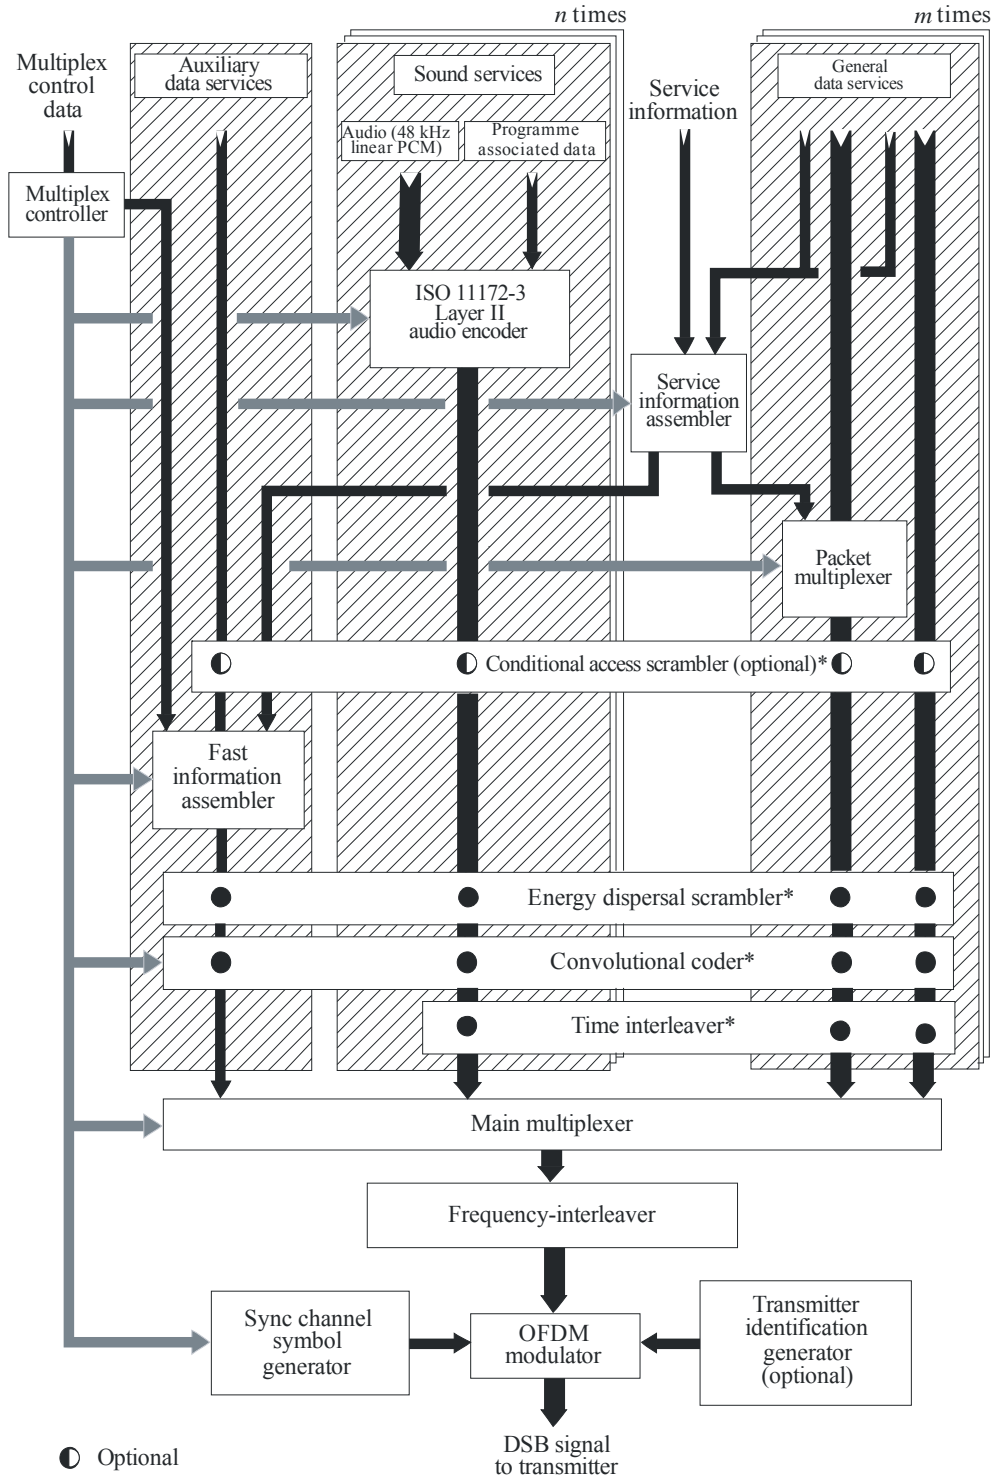 n times
m times
Multiplex
control
data
Auxiliary
data services
Sound services
Service
information
General
data services
Audio (48 kHz
linear PCM)
Programme
associated data
Multiplex
controller
ISO 11172-3
Layer II
audio encoder
Service
information
assembler
Packet
multiplexer
Conditional access scrambler (optional)*
Fast
information
assembler
Energy dispersal scrambler*
Convolutional coder*
Time interleaver*
Main multiplexer
Frequency-interleaver
Sync channel
symbol
generator
OFDM
modulator
Transmitter
identification
generator
(optional)
DSB signal
to transmitter
Optional